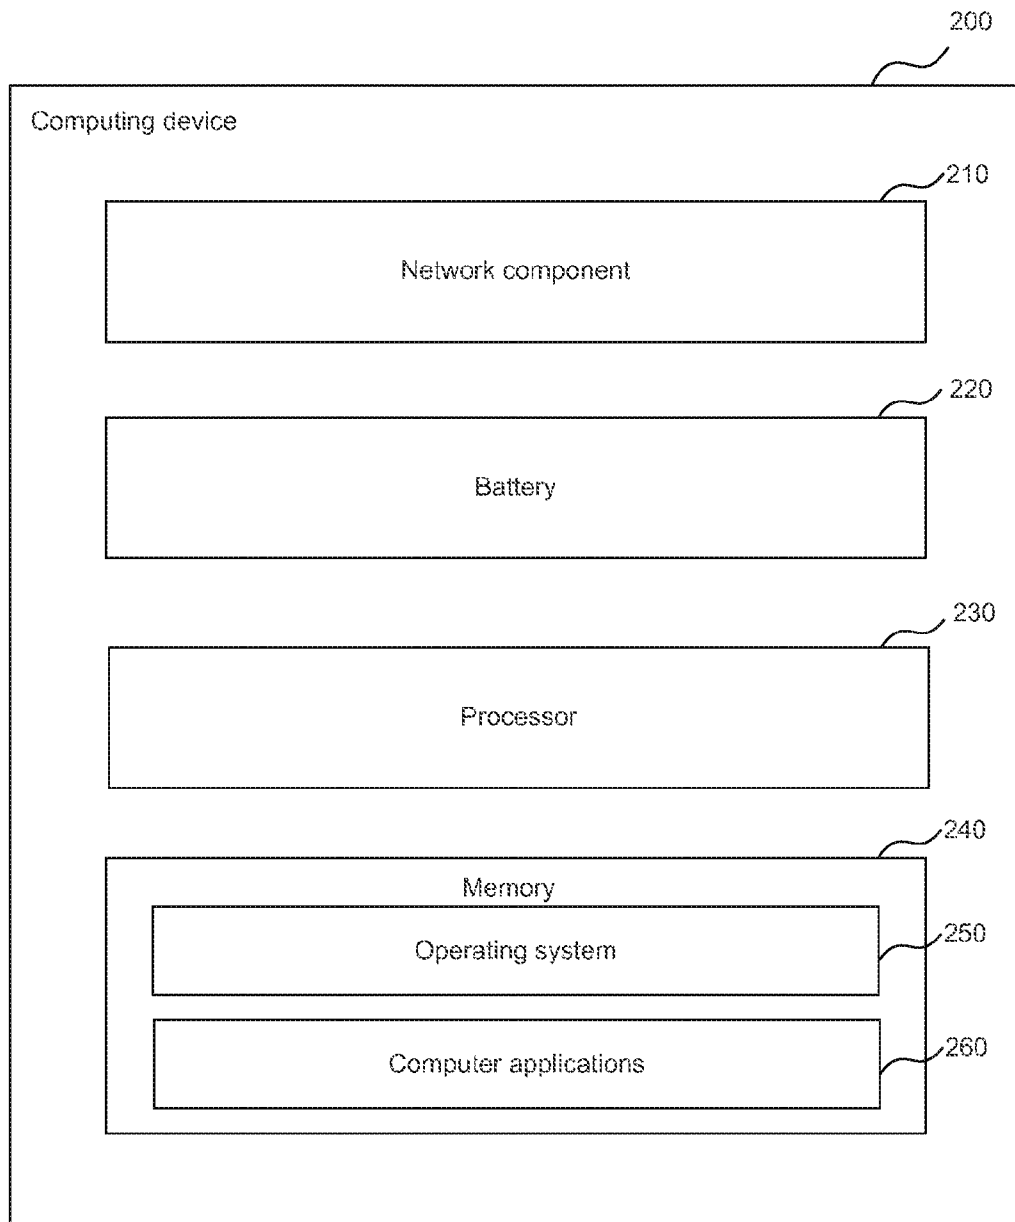 200
Computing device
210
Network component
220
Battery
230
Processor
240
Memory
250
Operating system
260
Computer applications